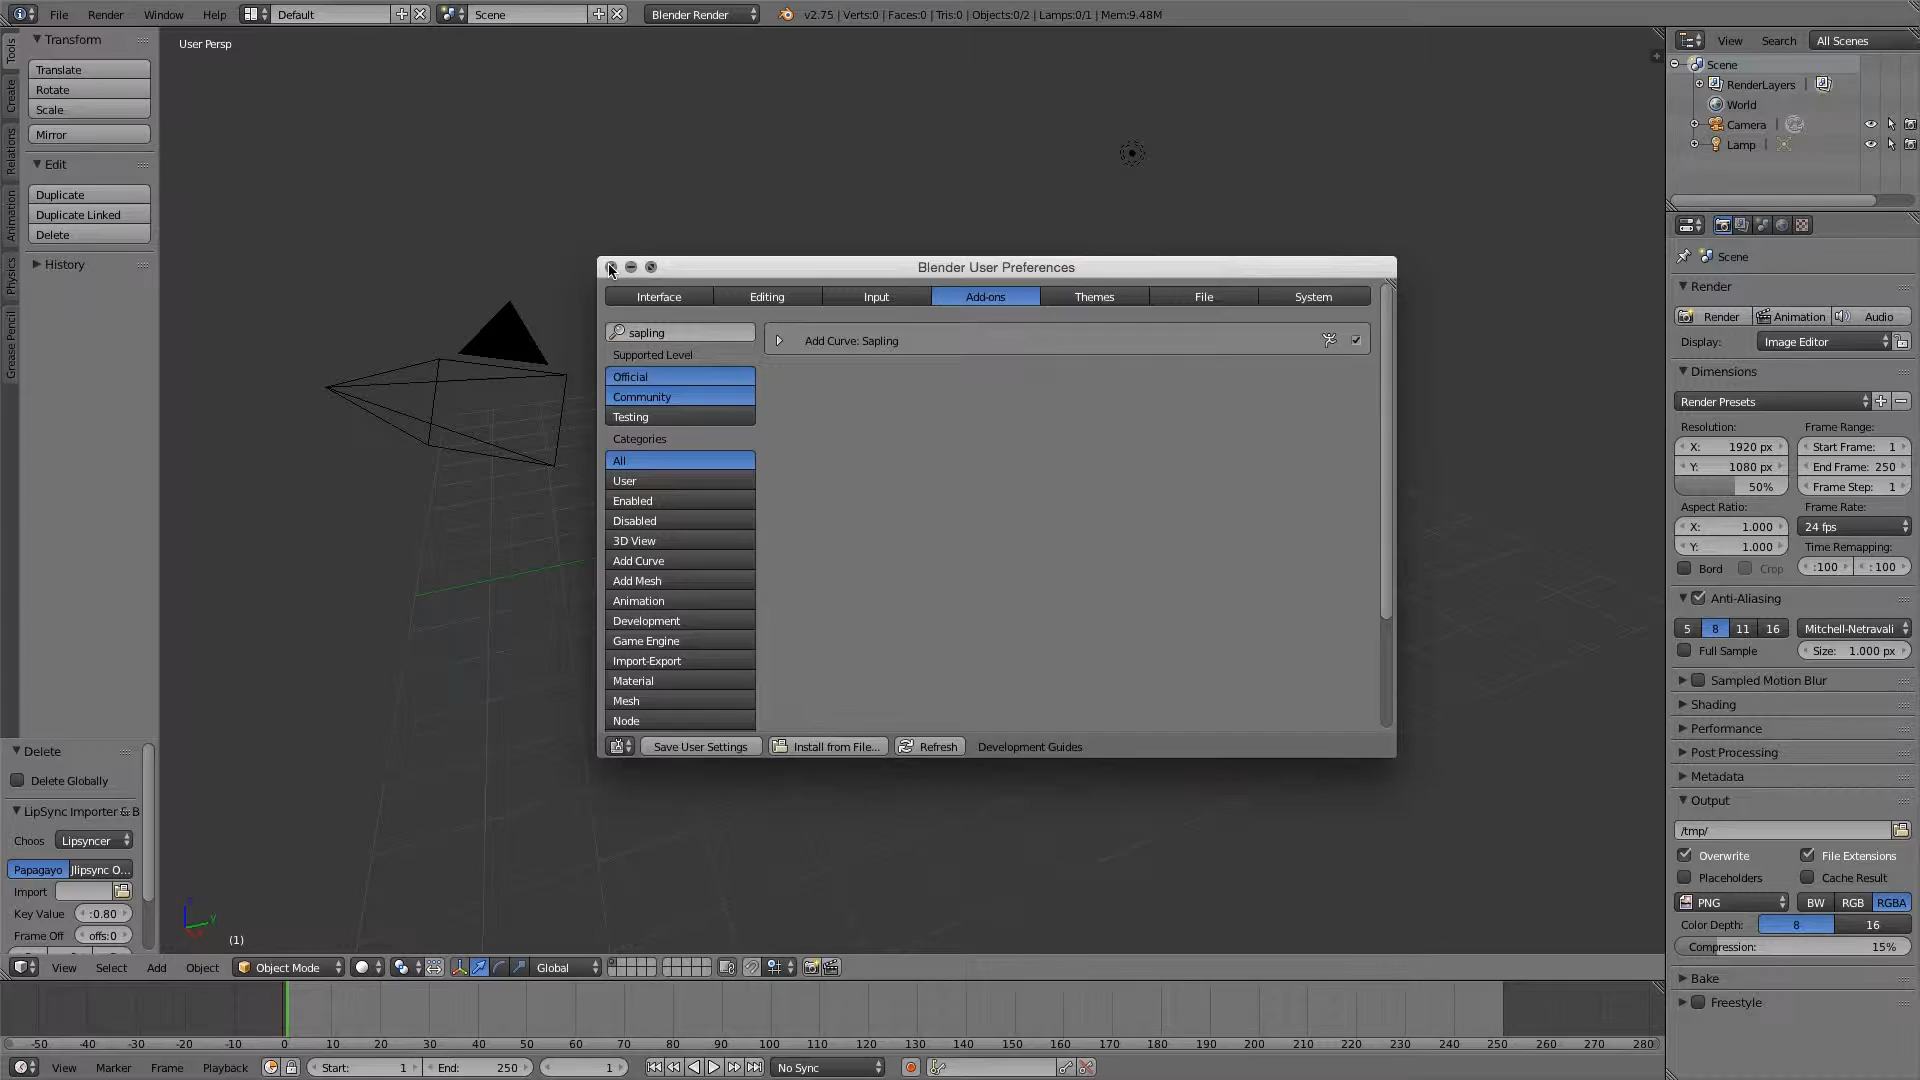 File Render Window Help Default Scene Blender Render v2.75 | Verts:0 | Faces:0 | Tris:0 | Objects:0/2 | Lamps:0/1 | Mem:9.48M
Tools
Create
Relations
Animation
Physics
Grease Pencil
Transform
Translate
Rotate
Scale
Mirror
Edit
Duplicate
Duplicate Linked
Delete
History
Delete
Delete Globally
LipSync Importer & B
Choos Lipsyncer
Papagayo Jlipsync O...
Import
Key Value :0.80
Frame Off offs:0
User Persp
(1)
Blender User Preferences
Interface Editing Input Add-ons Themes File System
sapling
Supported Level
Official
Community
Testing
Categories
All
User
Enabled
Disabled
3D View
Add Curve
Add Mesh
Animation
Development
Game Engine
Import-Export
Material
Mesh
Node
Add Curve: Sapling
Save User Settings Install from File... Refresh Development Guides
View Search All Scenes
Scene
RenderLayers |
World
Camera |
Lamp |
Scene
Render
Render Animation Audio
Display: Image Editor
Dimensions
Render Presets
Resolution: Frame Range:
X: 1920 px Start Frame: 1
Y: 1080 px End Frame: 250
50% Frame Step: 1
Aspect Ratio: Frame Rate:
X: 1.000 24 fps
Y: 1.000 Time Remapping:
Bord Crop :100 : 100
Anti-Aliasing
5 8 11 16 Mitchell-Netravali
Full Sample Size: 1.000 px
Sampled Motion Blur
Shading
Performance
Post Processing
Metadata
Output
/tmp/
Overwrite File Extensions
Placeholders Cache Result
PNG BW RGB RGBA
Color Depth: 8 16
Compression: 15%
Bake
Freestyle
View Select Add Object Object Mode Global
-50 -40 -30 -20 -10 0 10 20 30 40 50 60 70 80 90 100 110 120 130 140 150 160 170 180 190 200 210 220 230 240 250 260 270 280
View Marker Frame Playback Start: 1 End: 250 1 No Sync